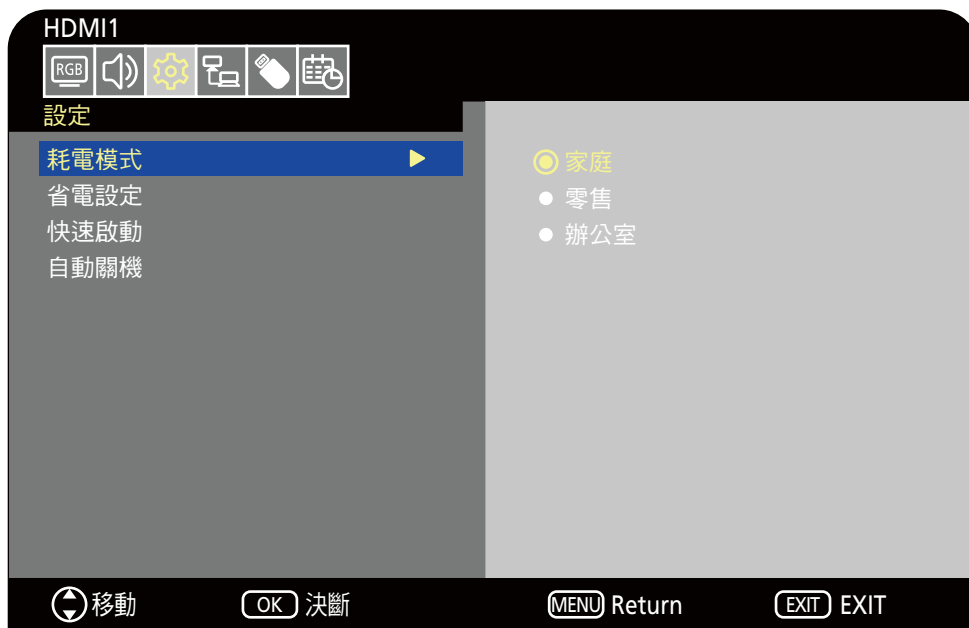 HDMI1
RGB
設定
耗電模式
家庭
省電設定
零售
快速啟動
辦公室
自動關機
移動 OK 決斷 MENU Return EXIT EXIT